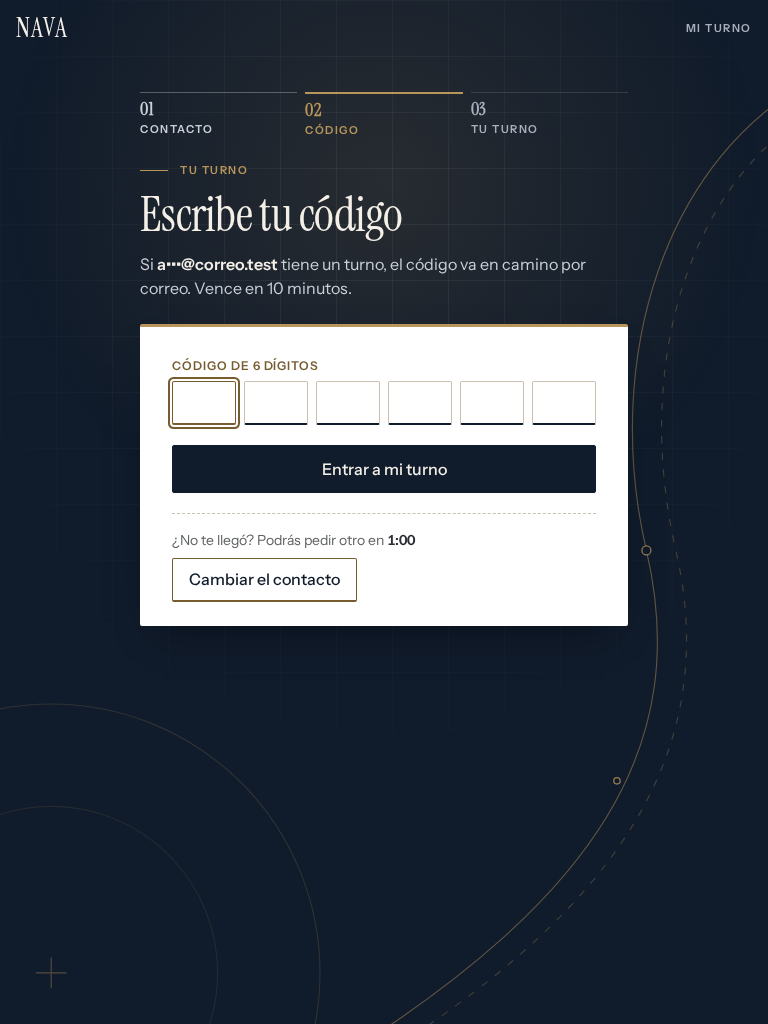 NAVA
MI TURNO
01
CONTACTO
02
CÓDIGO
03
TU TURNO
TU TURNO
Escribe tu código
Si a···@correo.test tiene un turno, el código va en camino por
correo. Vence en 10 minutos.
CÓDIGO DE 6 DÍGITOS
Entrar a mi turno
¿No te llegó? Podrás pedir otro en 1:00
Cambiar el contacto